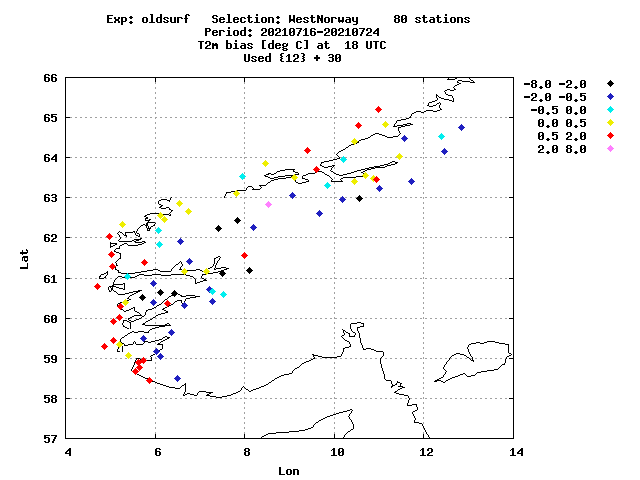 Exp: oldsurf Selection: WestNorway 80 stations
Period: 20210716-20210724
T2m bias [deg C] at 18 UTC
Used {12} + 30
66
65
64
63
62
61
60
59
58
57
Lat
4 6 8 10 12 14
Lon
-8.0 -2.0
-2.0 -0.5
-0.5 0.0
0.0 0.5
0.5 2.0
2.0 8.0